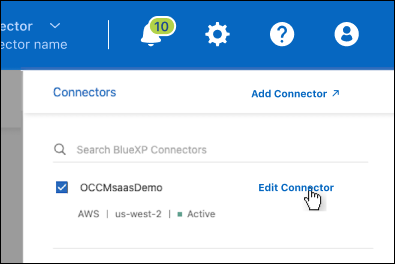 ector
10
ector name
Connectors
Add Connector ↗
Search BlueXP Connectors
OCCMsaasDemo
Edit Connector
AWS | us-west-2 | ■ Active